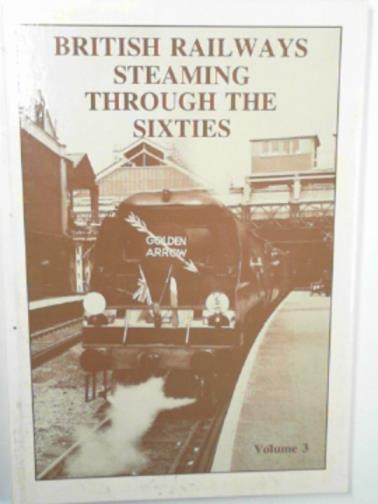 BRITISH RAILWAYS
STEAMING
THROUGH THE
SIXTIES
GOLDEN
ARROW
Volume 3